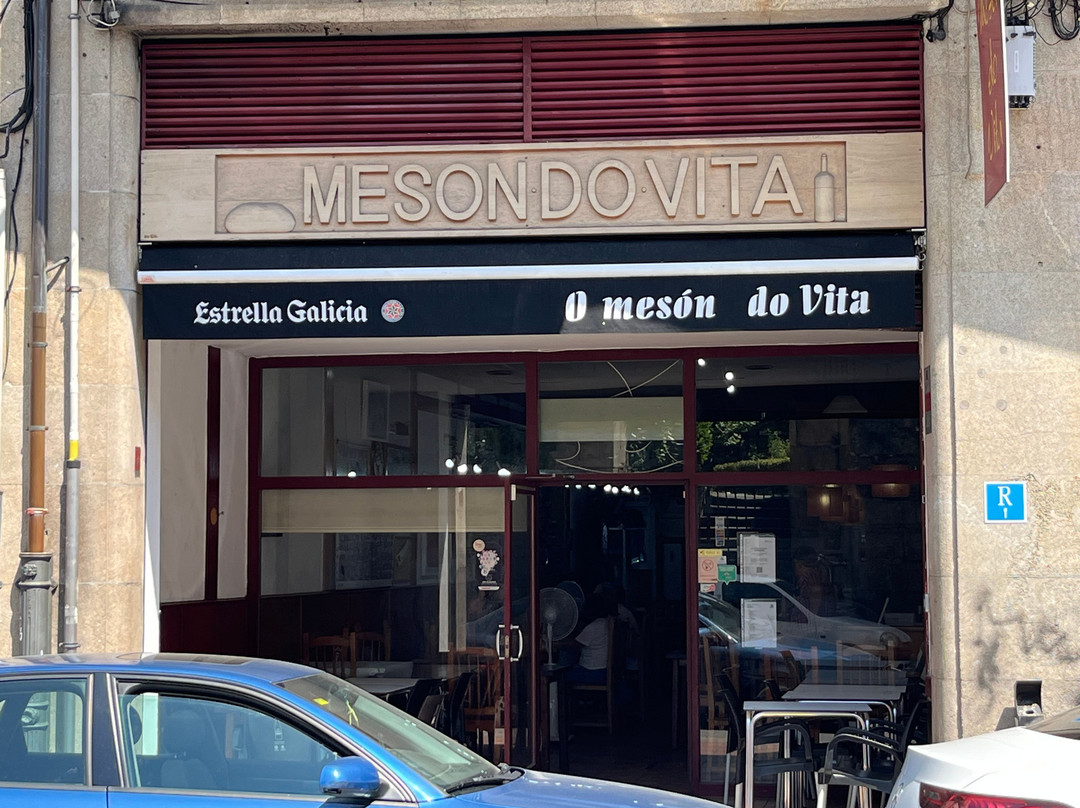 MESON·DO·VITA
Estrella Galicia
O mesón do Vita
R